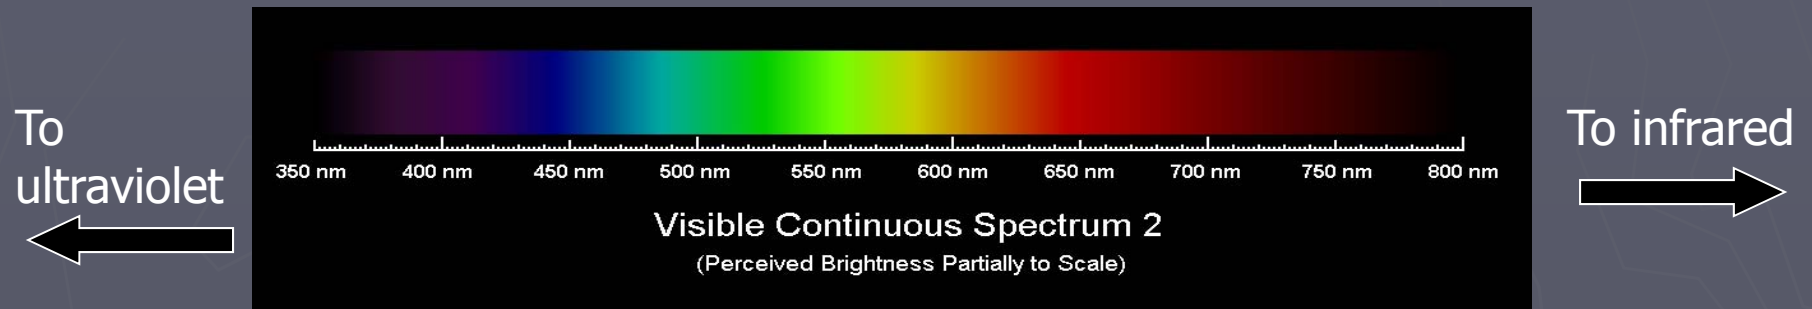 To
ultraviolet
350 nm 400 nm 450 nm 500 nm 550 nm 600 nm 650 nm 700 nm 750 nm 800 nm
Visible Continuous Spectrum 2
(Perceived Brightness Partially to Scale)
To infrared